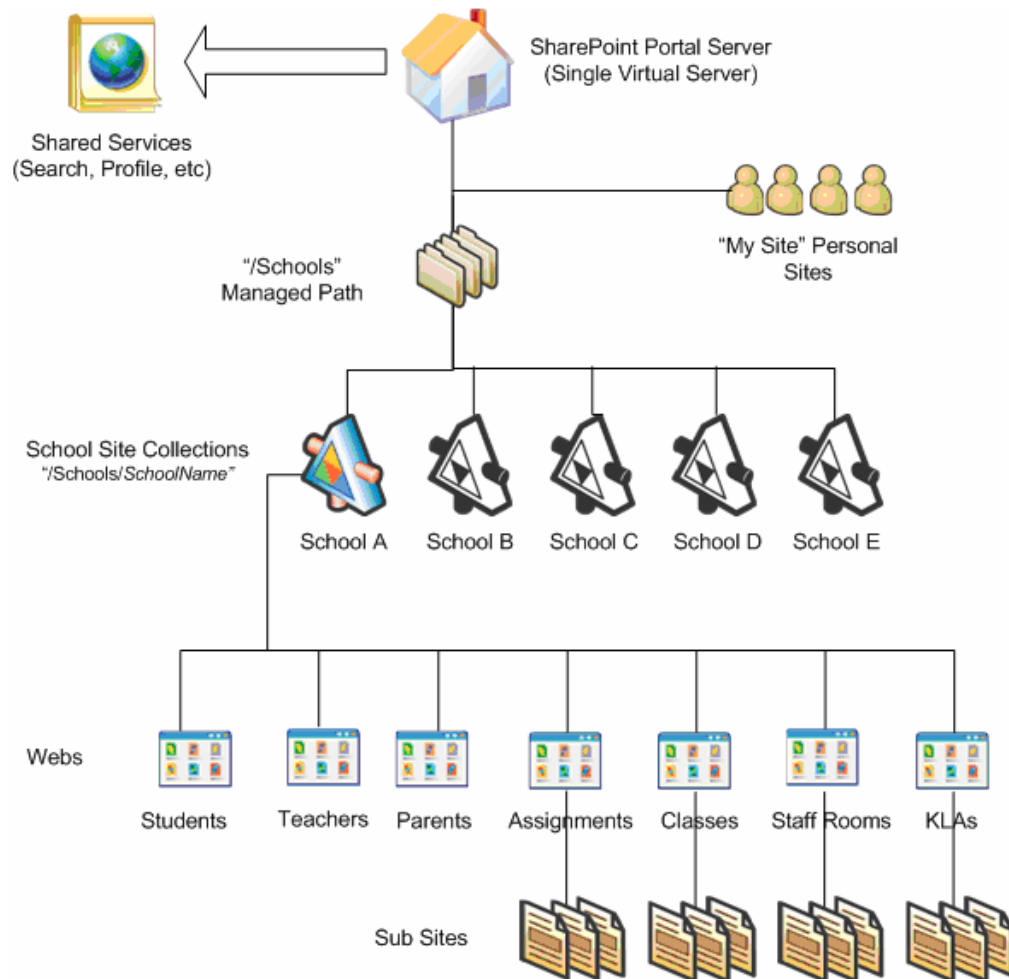 SharePoint Portal Server
(Single Virtual Server)
Shared Services
(Search, Profile, etc)
“My Site” Personal
Sites
“/Schools”
Managed Path
School Site Collections
“/Schools/SchoolName”
School A
School B
School C
School D
School E
Webs
Students
Teachers
Parents
Assignments
Classes
Staff Rooms
KLAs
Sub Sites